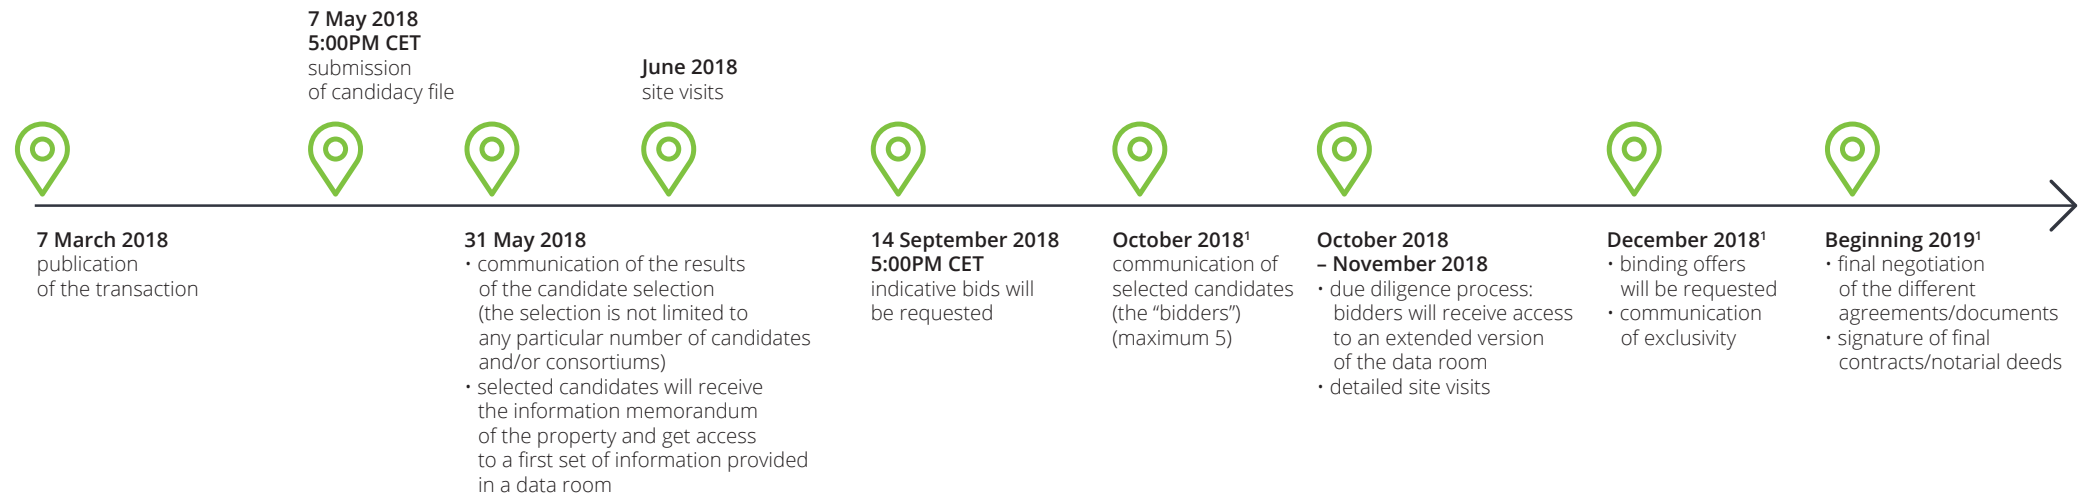 7 March 2018
publication
of the transaction
7 May 2018
5:00PM CET
submission
of candidacy file
31 May 2018
• communication of the results
of the candidate selection
(the selection is not limited to
any particular number of candidates
and/or consortiums)
• selected candidates will receive
the information memorandum
of the property and get access
to a first set of information provided
in a data room
June 2018
site visits
14 September 2018
5:00PM CET
indicative bids will
be requested
October 2018¹
communication of
selected candidates
(the “bidders”)
(maximum 5)
October 2018
– November 2018
• due diligence process:
bidders will receive access
to an extended version
of the data room
• detailed site visits
December 2018¹
• binding offers
will be requested
• communication
of exclusivity
Beginning 2019¹
• final negotiation
of the different
agreements/documents
• signature of final
contracts/notarial deeds